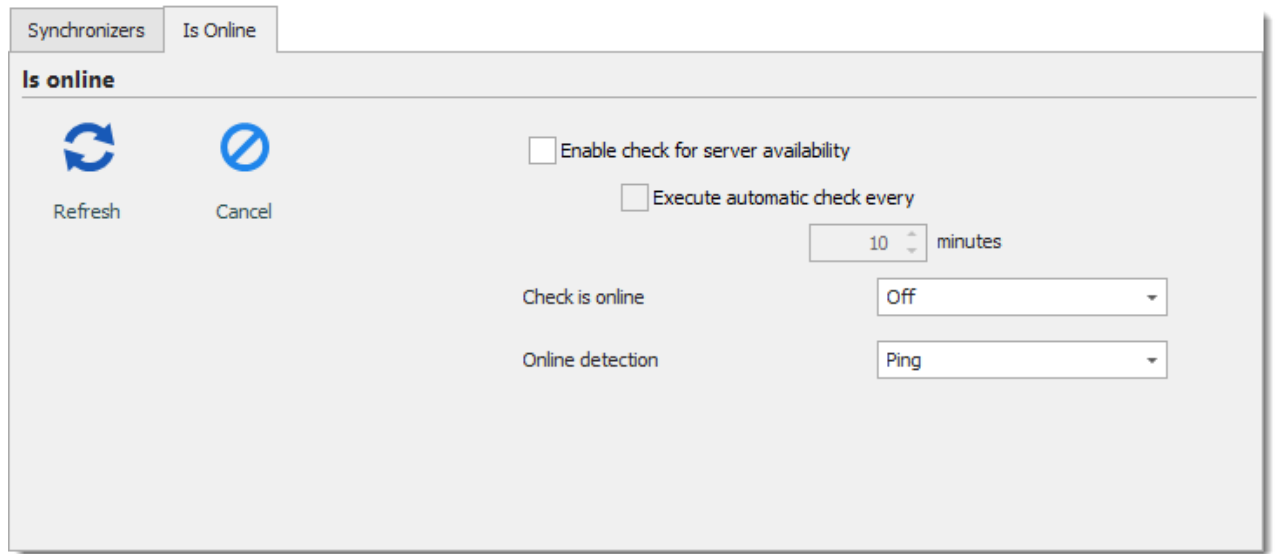 Synchronizers
Is Online
Is online
Refresh
Cancel
Enable check for server availability
Execute automatic check every
10 minutes
Check is online
Off
Online detection
Ping